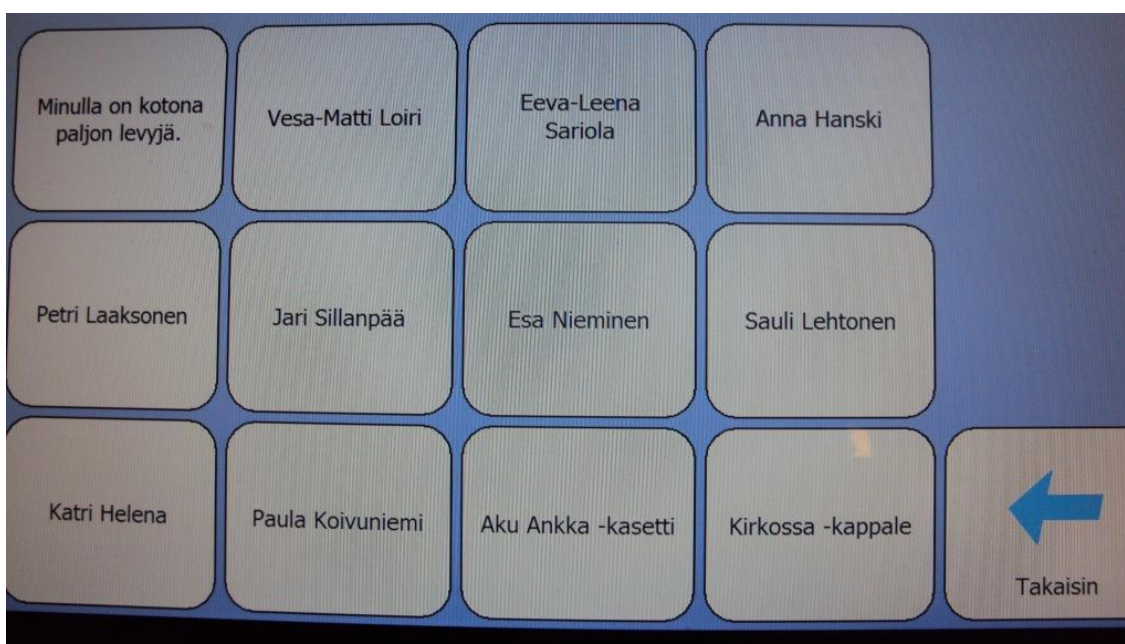 Minulla on kotona
paljon levyjä.
Vesa-Matti Loiri
Eeva-Leena
Sariola
Anna Hanski
Petri Laaksonen
Jari Sillanpää
Esa Nieminen
Sauli Lehtonen
Katri Helena
Paula Koivuniemi
Aku Ankka -kasetti
Kirkossa -kappale
Takaisin